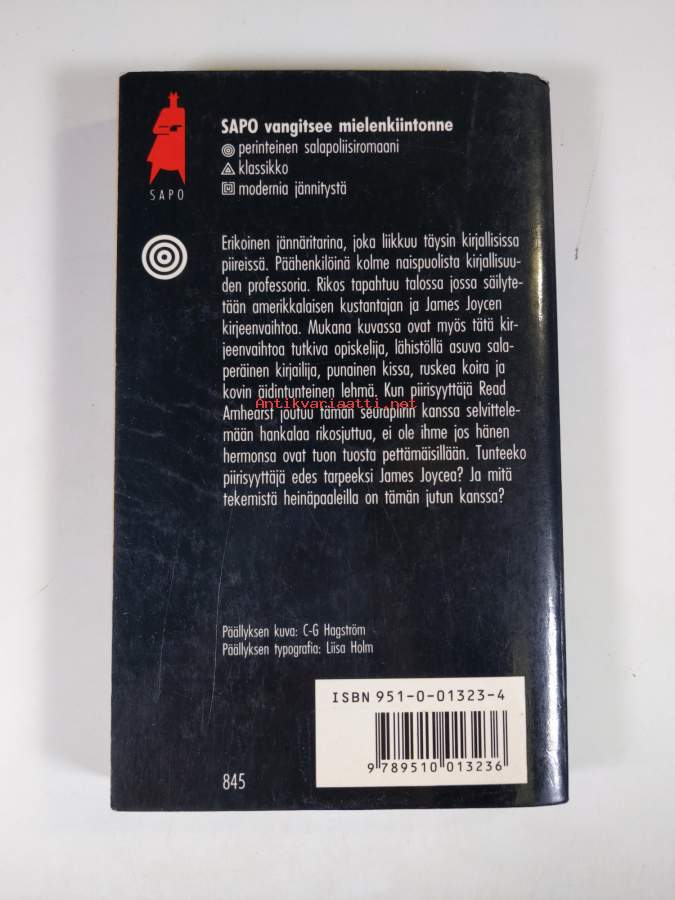 SAPO
SAPO vangitsee mielenkiintonne
perinteinen salapoliisiromaani
klassikko
modernia jännitystä
Erikoinen jännäritarina, joka liikkuu täysin kirjallisissa
piireissä. Päähenkilöinä kolme naispuolista kirjallisuu-
den professoria. Rikos tapahtuu talossa jossa säilyte-
tään amerikkalaisen kustantajan ja James Joycen
kirjeenvaihtoa. Mukana kuvassa ovat myös tätä kir-
jeenvaihtoa tutkiva opiskelija, lähistöllä asuva sala-
peräinen kirjailija, punainen kissa, ruskea koira ja
kovin äidintunteinen lehmä. Kun piirisyyttäjä Read
Antikvariaatti.net
Amhearst joutuu tämän seurapiirin kanssa selvittele-
mään hankalaa rikosjuttua, ei ole ihme jos hänen
hermonsa ovat tuon tuosta pettämäisillään. Tunteeko
piirisyyttäjä edes tarpeeksi James Joycea? Ja mitä
tekemistä heinäpaaleilla on tämän jutun kanssa?
Päällyksen kuva: C-G Hagström
Päällyksen typografia: Liisa Holm
ISBN 951-0-01323-4
9 789510 013236
845